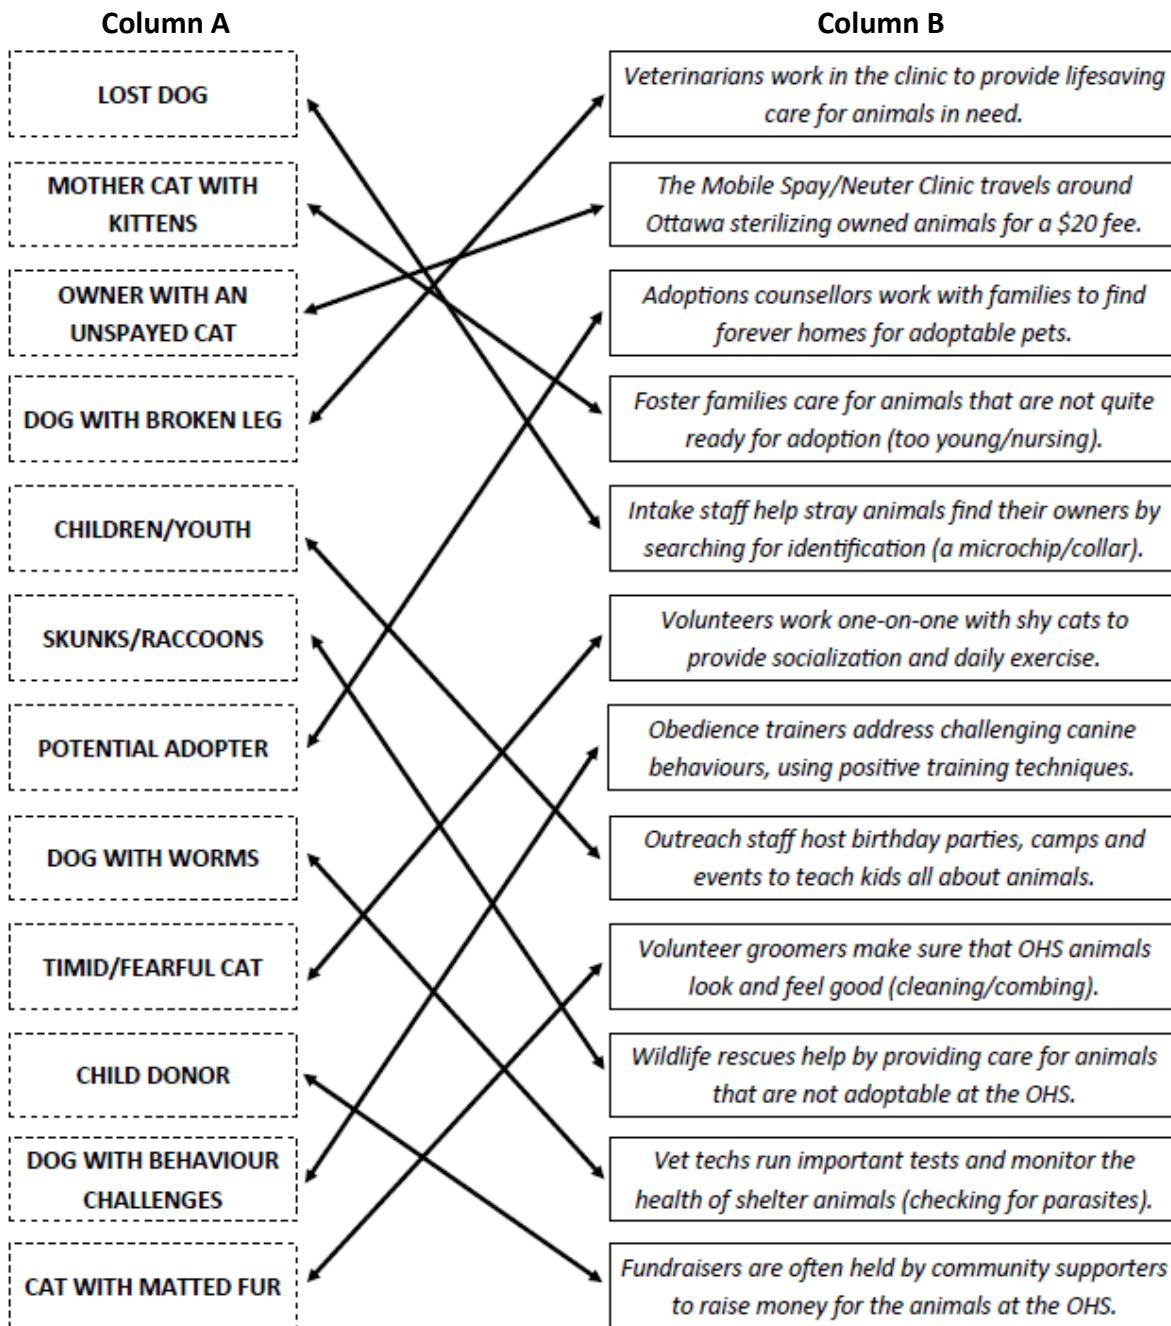 Column A
Column B
LOST DOG
Veterinarians work in the clinic to provide lifesaving
care for animals in need.
MOTHER CAT WITH
KITTENS
The Mobile Spay/Neuter Clinic travels around
Ottawa sterilizing owned animals for a $20 fee.
OWNER WITH AN
UNSPAYED CAT
Adoptions counsellors work with families to find
forever homes for adoptable pets.
DOG WITH BROKEN LEG
Foster families care for animals that are not quite
ready for adoption (too young/nursing).
CHILDREN/YOUTH
Intake staff help stray animals find their owners by
searching for identification (a microchip/collar).
SKUNKS/RACCOONS
Volunteers work one-on-one with shy cats to
provide socialization and daily exercise.
POTENTIAL ADOPTER
Obedience trainers address challenging canine
behaviours, using positive training techniques.
DOG WITH WORMS
Outreach staff host birthday parties, camps and
events to teach kids all about animals.
TIMID/FEARFUL CAT
Volunteer groomers make sure that OHS animals
look and feel good (cleaning/combing).
CHILD DONOR
Wildlife rescues help by providing care for animals
that are not adoptable at the OHS.
DOG WITH BEHAVIOUR
CHALLENGES
Vet techs run important tests and monitor the
health of shelter animals (checking for parasites).
CAT WITH MATTED FUR
Fundraisers are often held by community supporters
to raise money for the animals at the OHS.